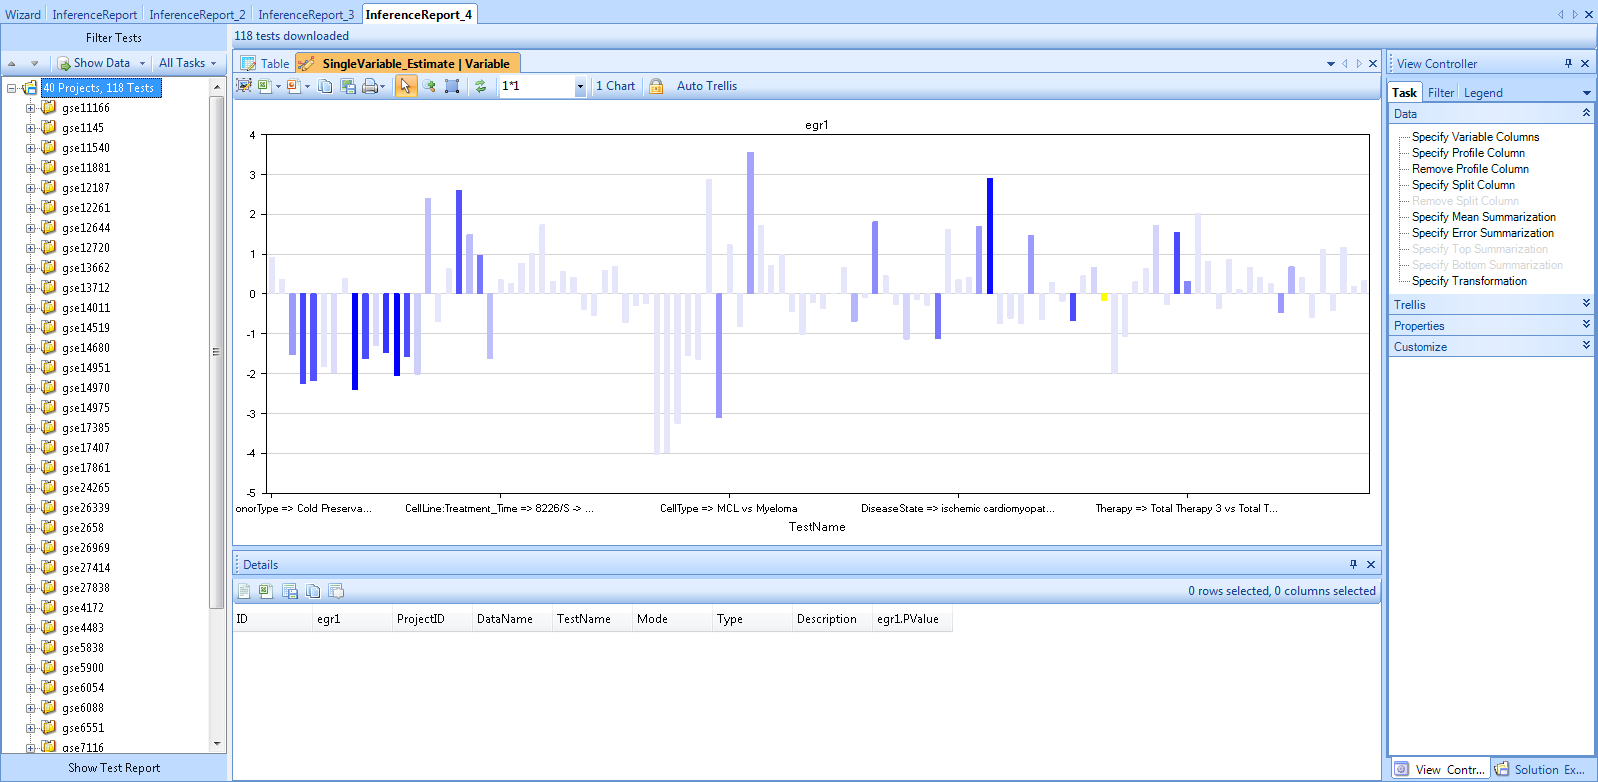 Wizard InferenceReport InferenceReport_2 InferenceReport_3 InferenceReport_4
Filter Tests
Show Data All Tasks
40 Projects, 118 Tests
gse11166
gse1145
gse11540
gse11881
gse12187
gse12261
gse12644
gse12720
gse13662
gse13712
gse14011
gse14519
gse14680
gse14951
gse14970
gse14975
gse17385
gse17407
gse17861
gse24265
gse26339
gse2658
gse26969
gse27414
gse27838
gse4172
gse4483
gse5838
gse5900
gse6054
gse6088
gse6551
gse7116
Show Test Report
118 tests downloaded
Table SingleVariable_Estimate | Variable
1*1 1 Chart Auto Trellis
egr1
4
3
2
1
0
-1
-2
-3
-4
-5
onorType => Cold Preserva... CellLine:Treatment_Time => 8226/S -> ... CellType => MCL vs Myeloma DiseaseState => ischemic cardiomyopat... Therapy => Total Therapy 3 vs Total T...
TestName
Details
0 rows selected, 0 columns selected
ID egr1 ProjectID DataName TestName Mode Type Description egr1.PValue
View Controller
Task Filter Legend
Data
Specify Variable Columns
Specify Profile Column
Remove Profile Column
Specify Split Column
Remove Split Column
Specify Mean Summarization
Specify Error Summarization
Specify Top Summarization
Specify Bottom Summarization
Specify Transformation
Trellis
Properties
Customize
View Contr... Solution Ex...